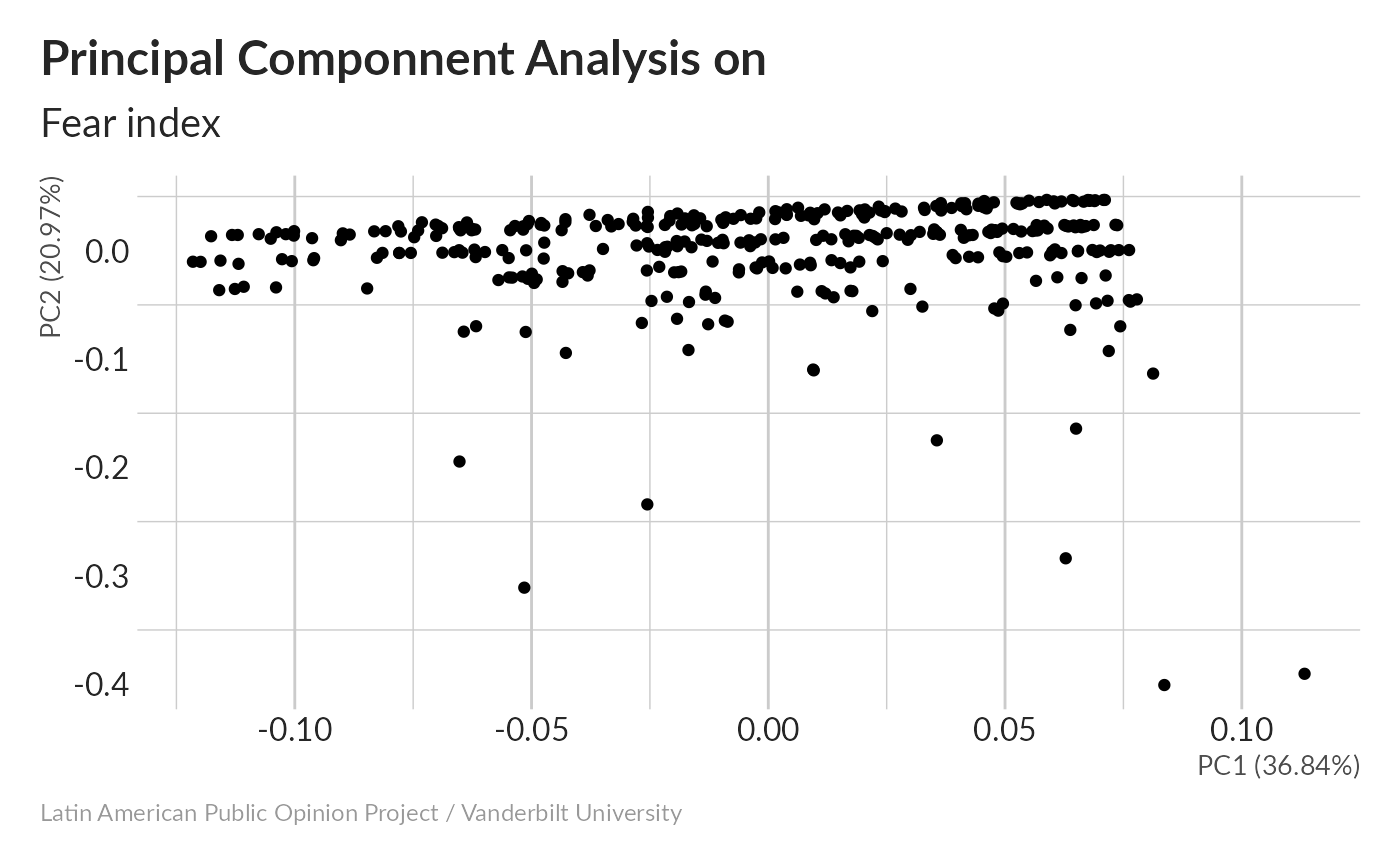 Principal Componnent Analysis on
Fear index
PC2 (20.97%)
0.0
-0.1
-0.2
-0.3
-0.4
-0.10 -0.05 0.00 0.05 0.10
PC1 (36.84%)
Latin American Public Opinion Project / Vanderbilt University